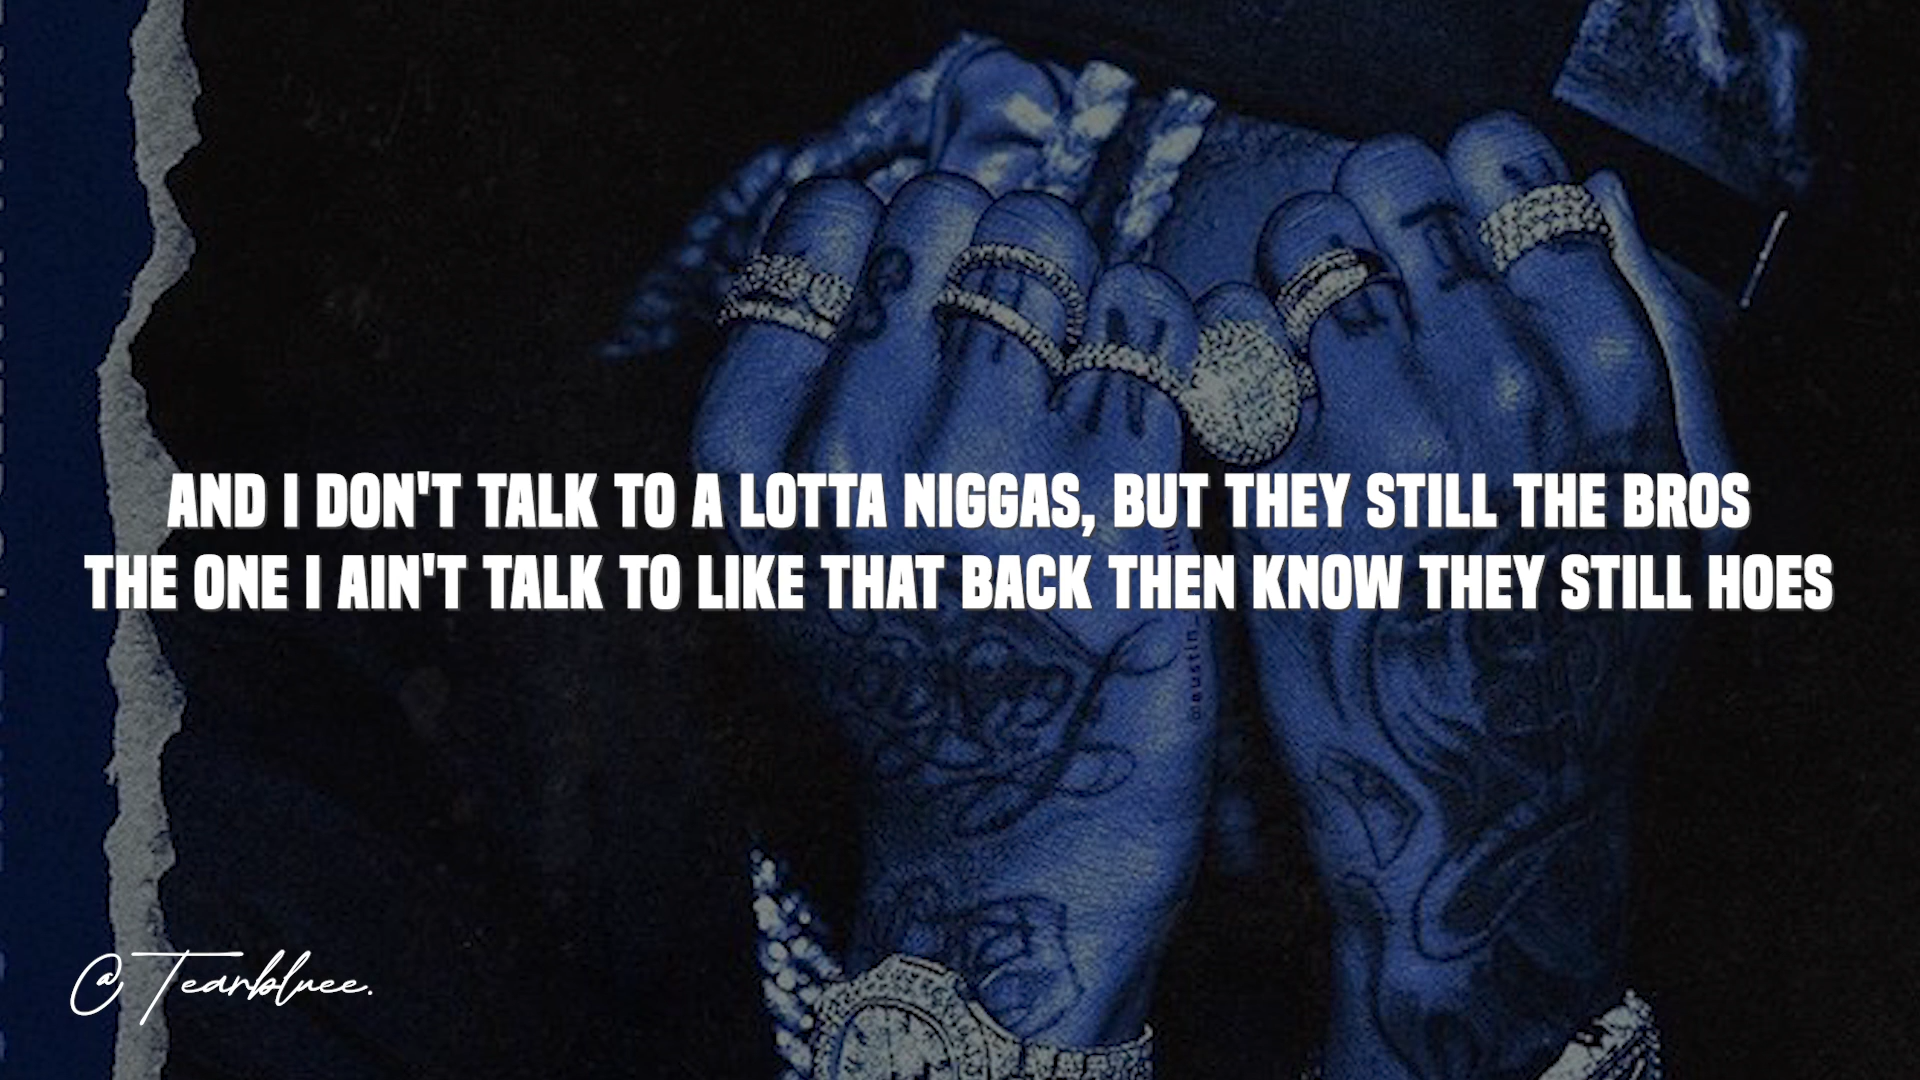 AND I DON'T TALK TO A LOTTA NIGGAS, BUT THEY STILL THE BROS
THE ONE I AIN'T TALK TO LIKE THAT BACK THEN KNOW THEY STILL HOES
@austin_
@Tearbluee.